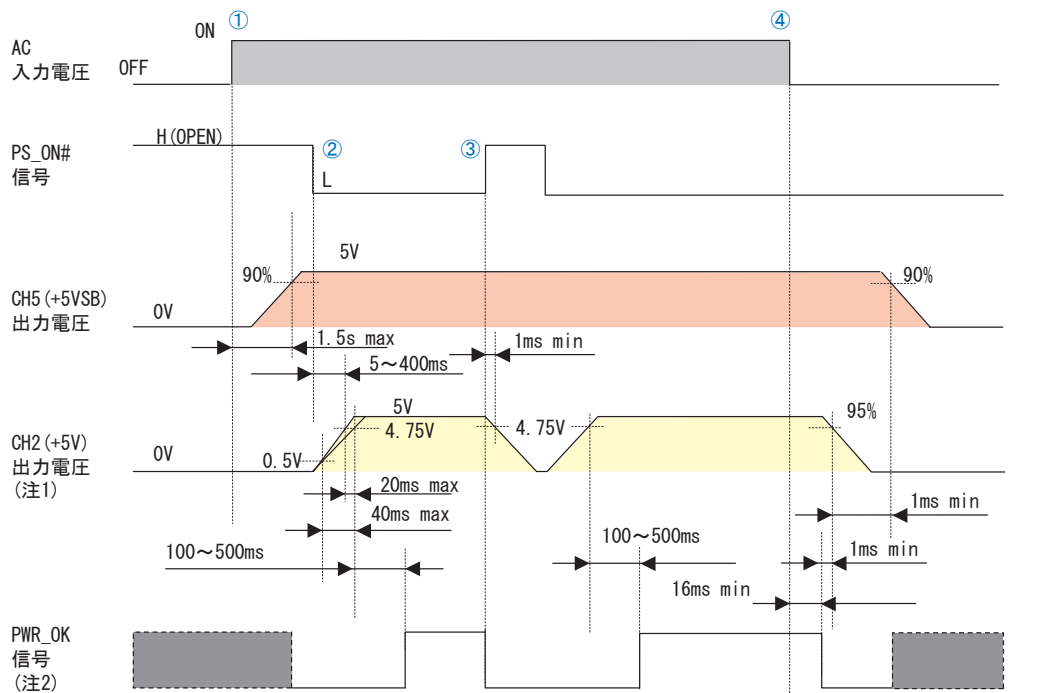 ① ON ④
AC
入力電圧 OFF
H(OPEN)
PS_ON#
信号
② ③
L
5V
90% 90%
CH5(+5VSB)
出力電圧 0V
1.5s max 1ms min
5～400ms
5V 95%
4.75V 4.75V
CH2(+5V)
出力電圧
(注1)
0V
0.5V
20ms max
1ms min
40ms max
100～500ms 100～500ms 1ms min
16ms min
PWR_OK
信号
(注2)